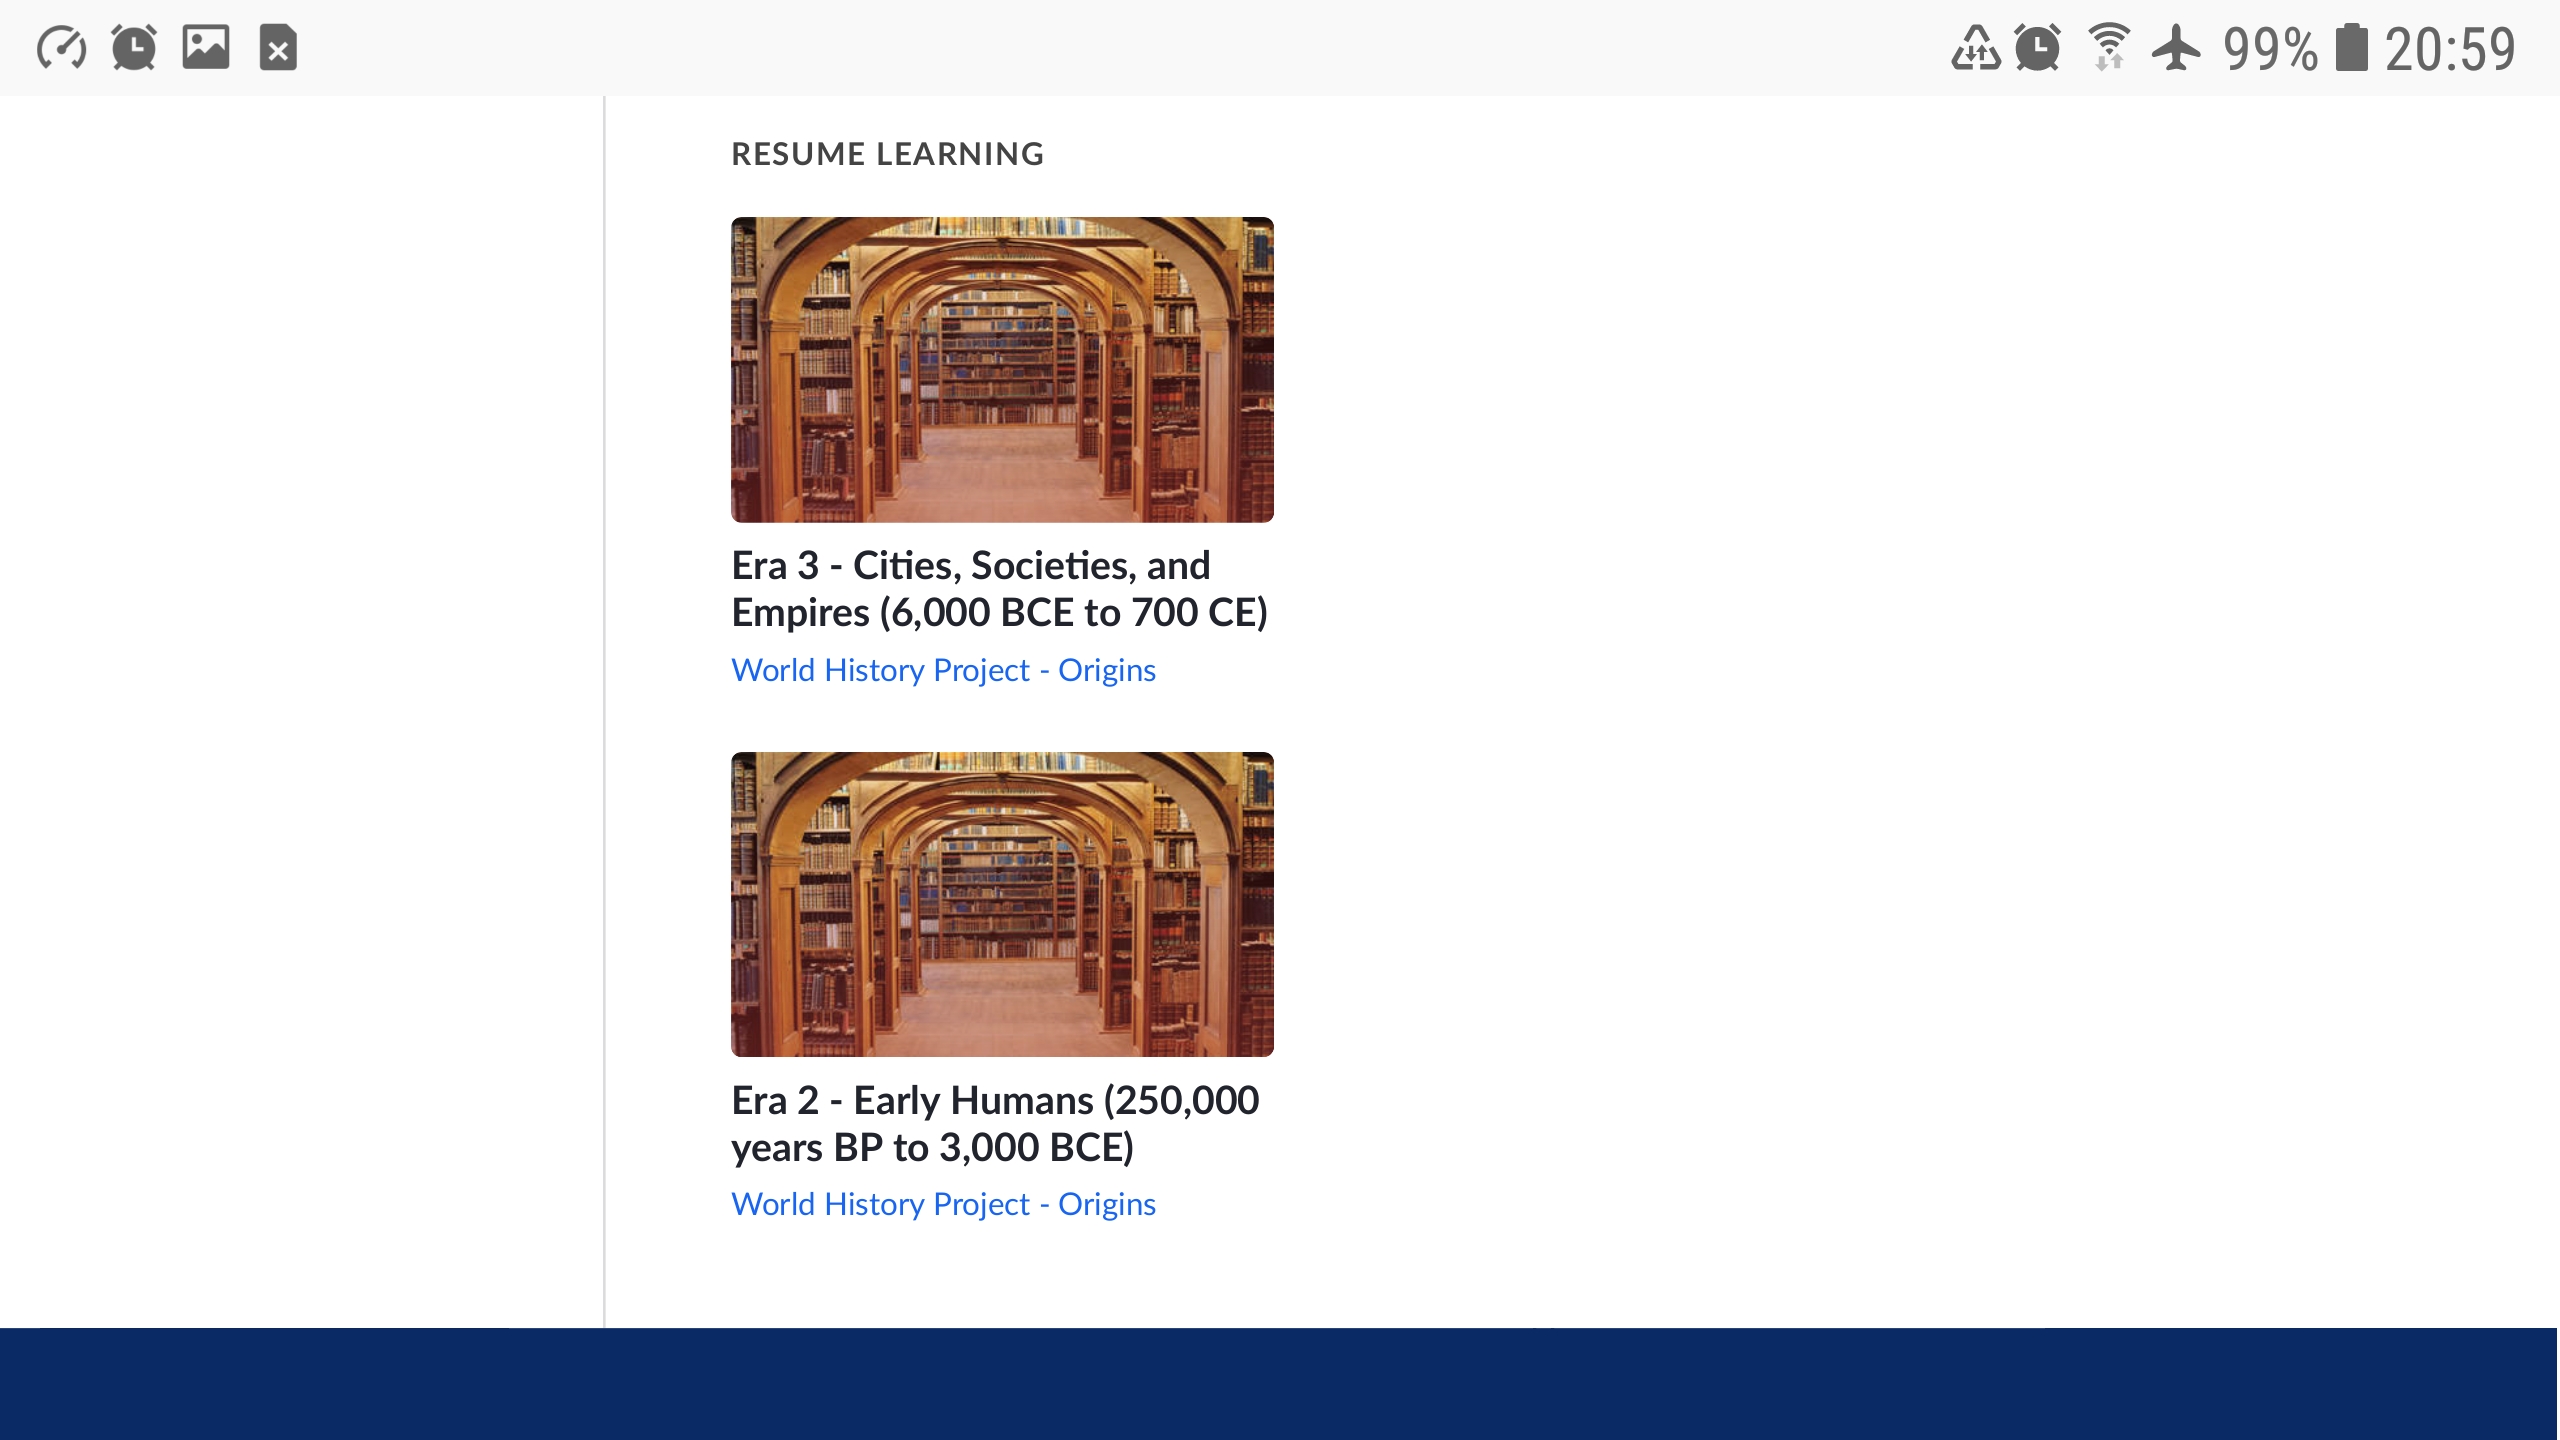 99% 20:59
RESUME LEARNING
Era 3 - Cities, Societies, and
Empires (6,000 BCE to 700 CE)
World History Project - Origins
Era 2 - Early Humans (250,000
years BP to 3,000 BCE)
World History Project - Origins